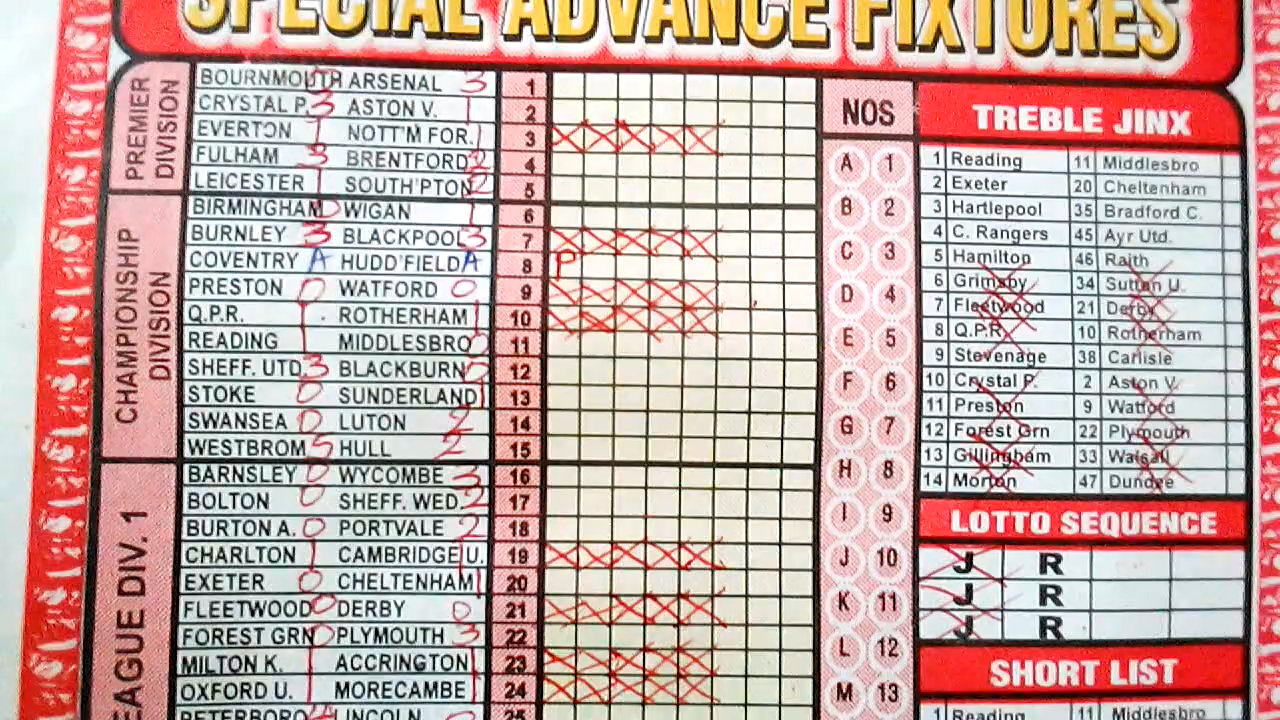 SPECIAL ADVANCE FIXTURES
PREMIER DIVISION
BOURNMOUTH ARSENAL 3 1
CRYSTAL P. 3 ASTON V. 1 2
EVERTON 1 NOTT'M FOR. 1 3
FULHAM 3 BRENTFORD 2 4
LEICESTER 1 SOUTH'PTON 2 5
CHAMPIONSHIP DIVISION
BIRMINGHAM 0 WIGAN 1 6
BURNLEY 3 BLACKPOOL 3 7
COVENTRY A HUDD'FIELD A 8 P
PRESTON 0 WATFORD 0 9
Q.P.R. 1 ROTHERHAM 1 10
READING 1 MIDDLESBRO 0 11
SHEFF. UTD. 3 BLACKBURN 0 12
STOKE 0 SUNDERLAND 1 13
SWANSEA 0 LUTON 2 14
WESTBROM 5 HULL 2 15
EAGUE DIV. 1
BARNSLEY 0 WYCOMBE 3 16
BOLTON 0 SHEFF. WED. 2 17
BURTON A. 0 PORTVALE 2 18
CHARLTON 1 CAMBRIDGE U. 19
EXETER 0 CHELTENHAM 1 20
FLEETWOOD 0 DERBY 0 21
FOREST GRN 0 PLYMOUTH 3 22
MILTON K. 1 ACCRINGTON 1 23
OXFORD U. 1 MORECAMBE 1 24
PETERBORO LINCOLN 25
NOS
A 1
B 2
C 3
D 4
E 5
F 6
G 7
H 8
I 9
J 10
K 11
L 12
M 13
TREBLE JINX
1 Reading 11 Middlesbro
2 Exeter 20 Cheltenham
3 Hartlepool 35 Bradford C.
4 C. Rangers 45 Ayr Utd.
5 Hamilton 46 Raith
6 Grimsby 34 Sutton U.
7 Fleetwood 21 Derby
8 Q.P.R. 10 Rotherham
9 Stevenage 38 Carlisle
10 Crystal P. 2 Aston V.
11 Preston 9 Watford
12 Forest Grn 22 Plymouth
13 Gillingham 33 Walsall
14 Morton 47 Dundee
LOTTO SEQUENCE
J R
J R
J R
SHORT LIST
1 Reading 11 Middlesbro